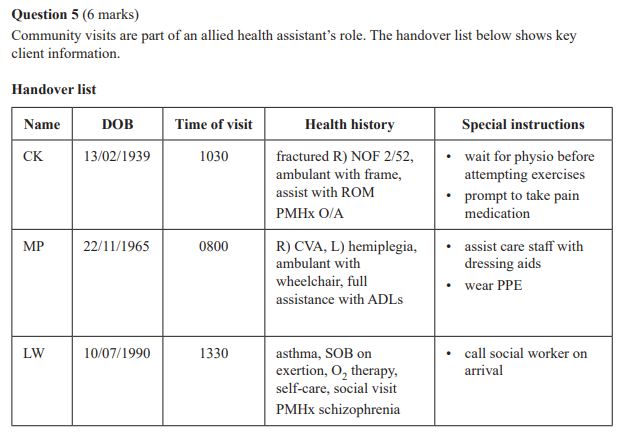 Question 5 (6 marks)
Community visits are part of an allied health assistant's role. The handover list below shows key
client information.
Handover list
Name DOB Time of visit Health history Special instructions
CK 13/02/1939 1030
fractured R) NOF 2/52,
ambulant with frame,
assist with ROM
PMHx O/A
• wait for physio before
attempting exercises
• prompt to take pain
medication
MP 22/11/1965 0800
R) CVA, L) hemiplegia,
ambulant with
wheelchair, full
assistance with ADLs
• assist care staff with
dressing aids
• wear PPE
LW 10/07/1990 1330
asthma, SOB on
exertion, O₂ therapy,
self-care, social visit
PMHx schizophrenia
• call social worker on
arrival